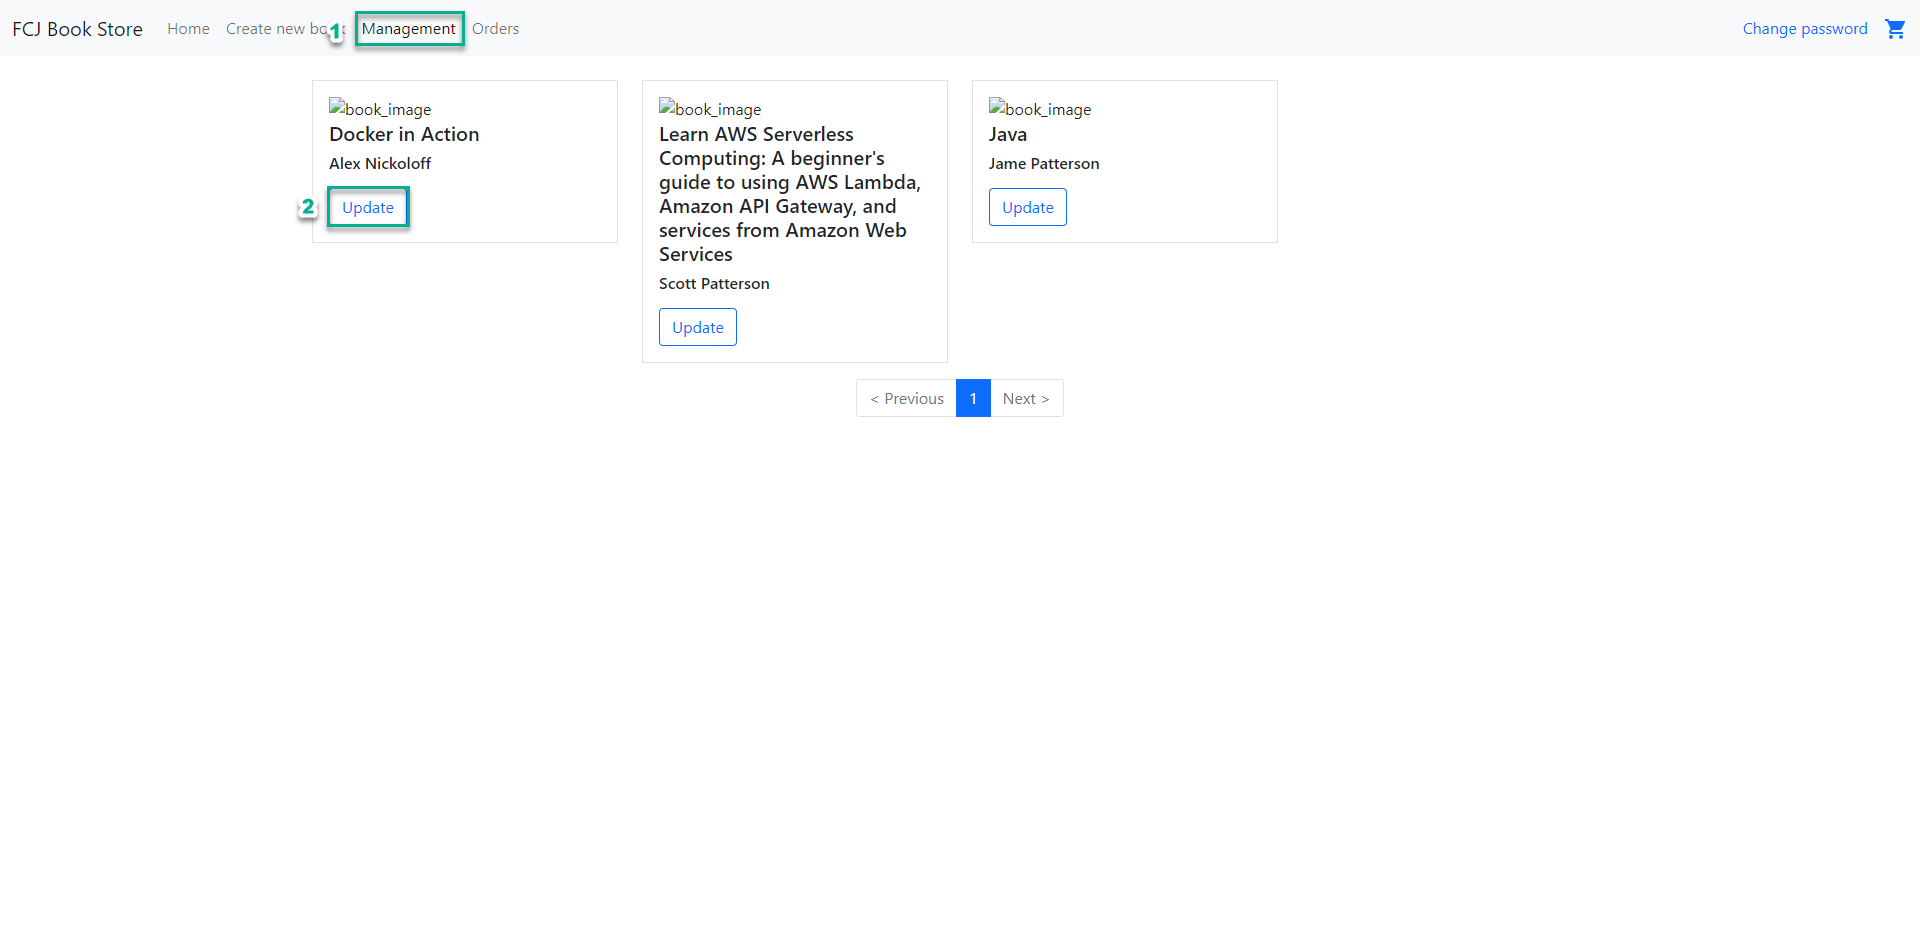 FCJ Book Store Home Create new book 1 Management Orders Change password
book_image
Docker in Action
Alex Nickoloff
2 Update
book_image
Learn AWS Serverless
Computing: A beginner's
guide to using AWS Lambda,
Amazon API Gateway, and
services from Amazon Web
Services
Scott Patterson
Update
book_image
Java
Jame Patterson
Update
< Previous 1 Next >